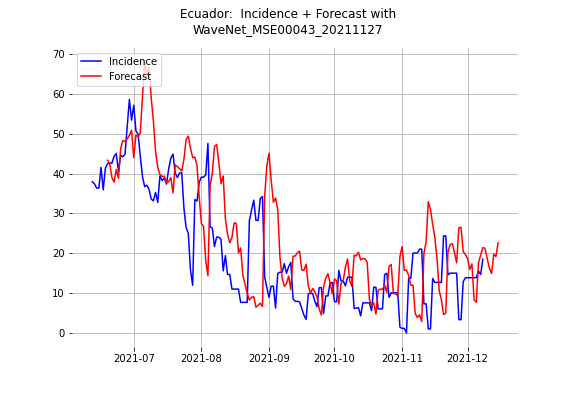 Ecuador:  Incidence + Forecast with
WaveNet_MSE00043_20211127
Incidence
Forecast
70
60
50
40
30
20
10
0
2021-07 2021-08 2021-09 2021-10 2021-11 2021-12